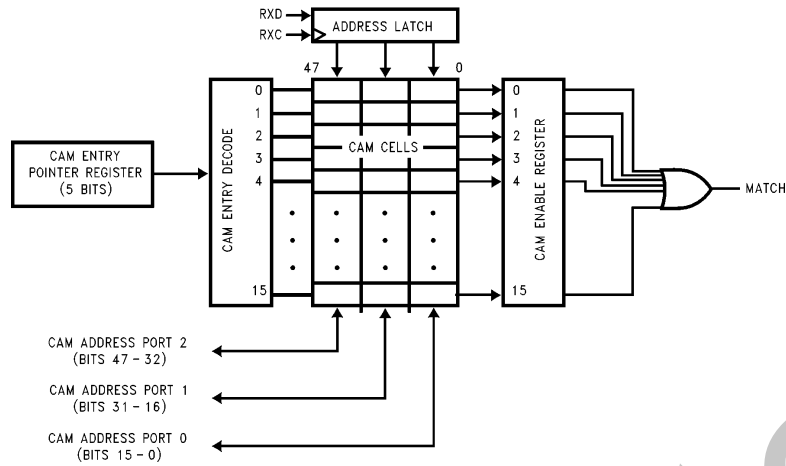 RXD
RXC
ADDRESS LATCH
47
0
0
1
2
3
4
15
CAM ENTRY DECODE
CAM CELLS
0
1
2
3
4
15
CAM ENABLE REGISTER
MATCH
CAM ENTRY
POINTER REGISTER
(5 BITS)
CAM ADDRESS PORT 2
(BITS 47 – 32)
CAM ADDRESS PORT 1
(BITS 31 – 16)
CAM ADDRESS PORT 0
(BITS 15 – 0)